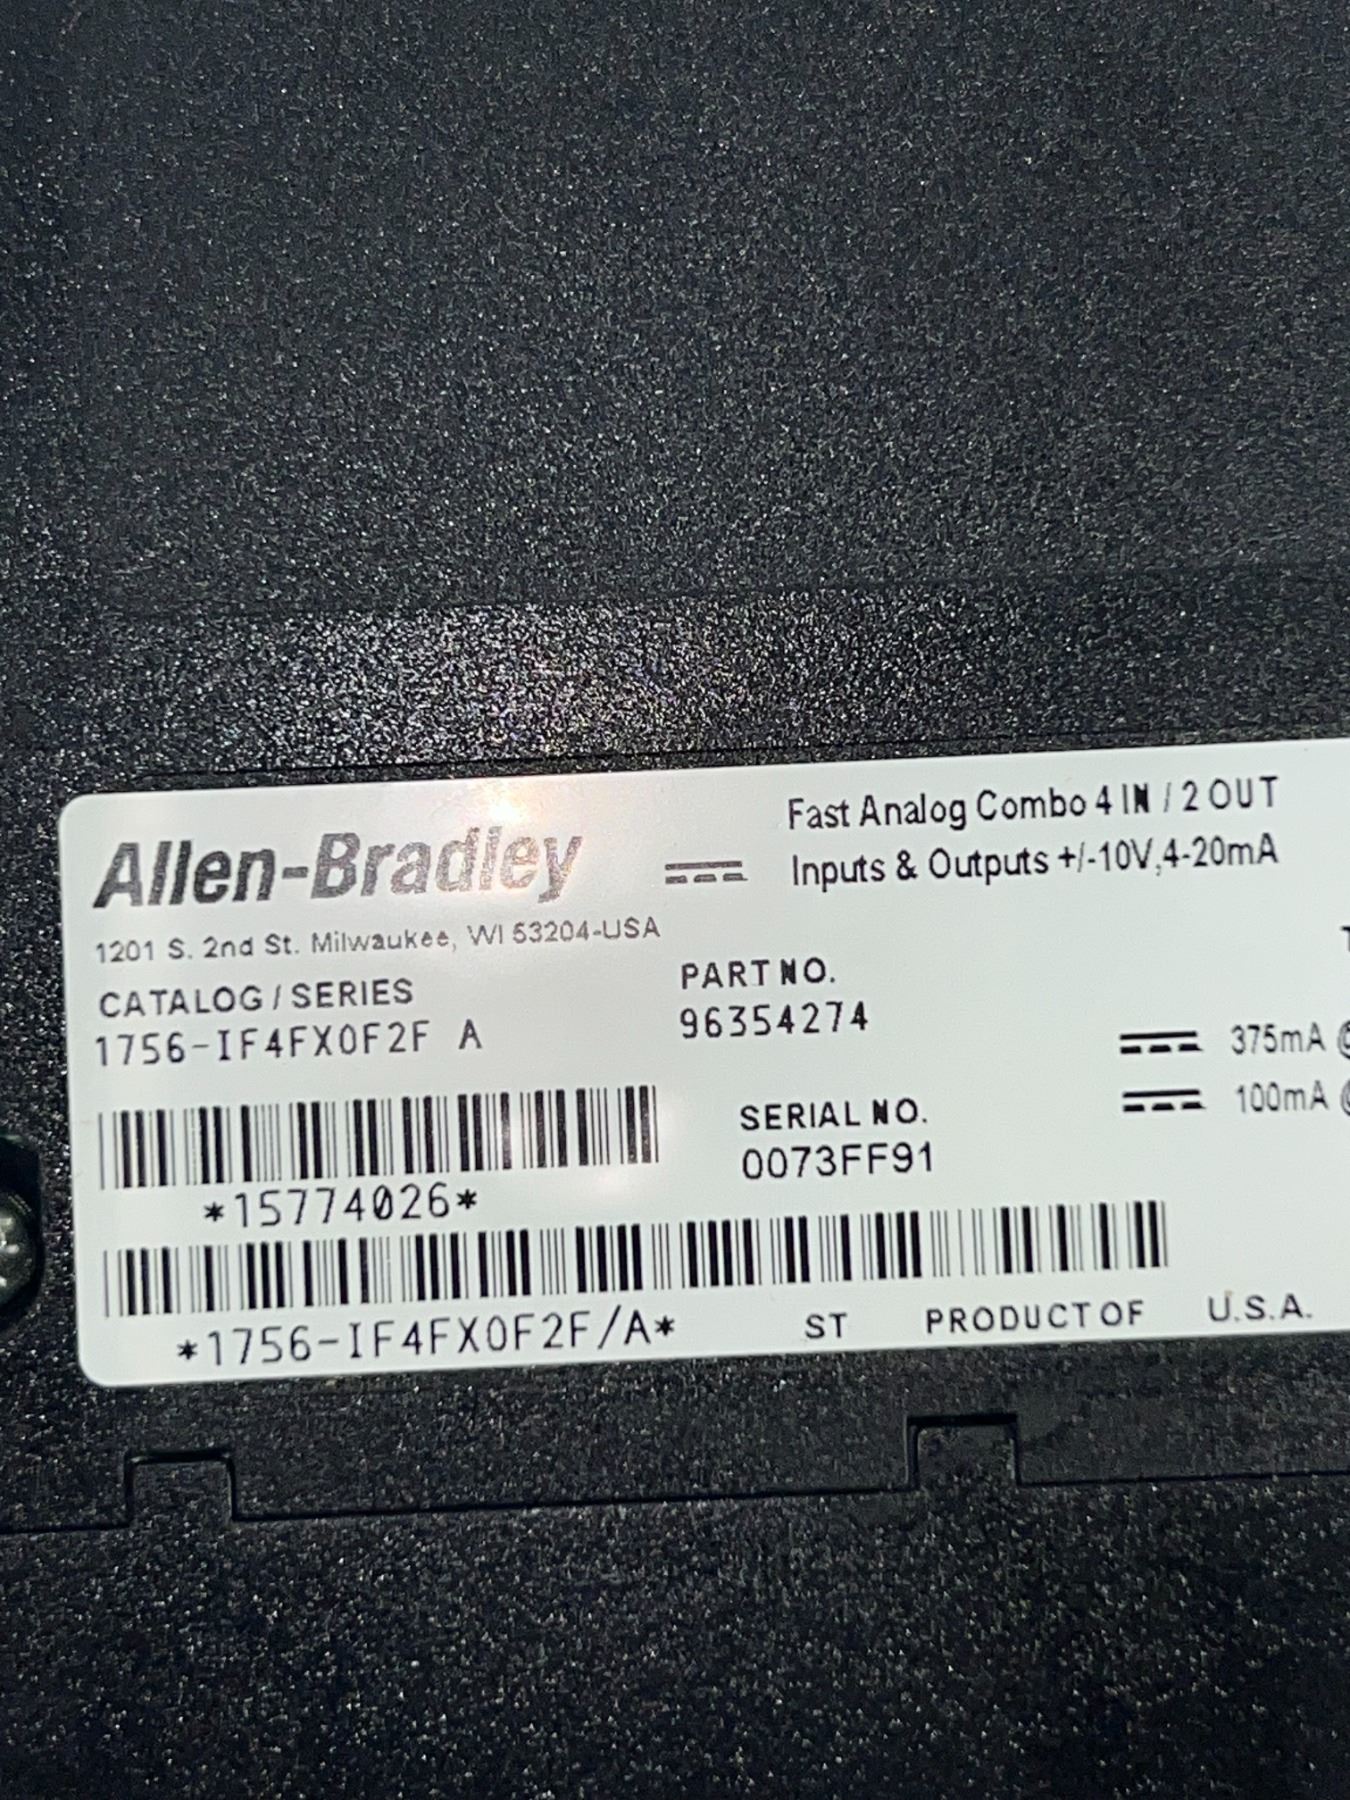 Allen-Bradley
1201 S. 2nd St. Milwaukee, WI 53204-USA
Fast Analog Combo 4 IN / 2 OUT
Inputs & Outputs +/-10V,4-20mA
CATALOG / SERIES
1756-IF4FXOF2F A
PART NO.
96354274
375mA @
100mA @
SERIAL NO.
0073FF91
*15774026*
*1756-IF4FXOF2F/A*
ST PRODUCT OF U.S.A.